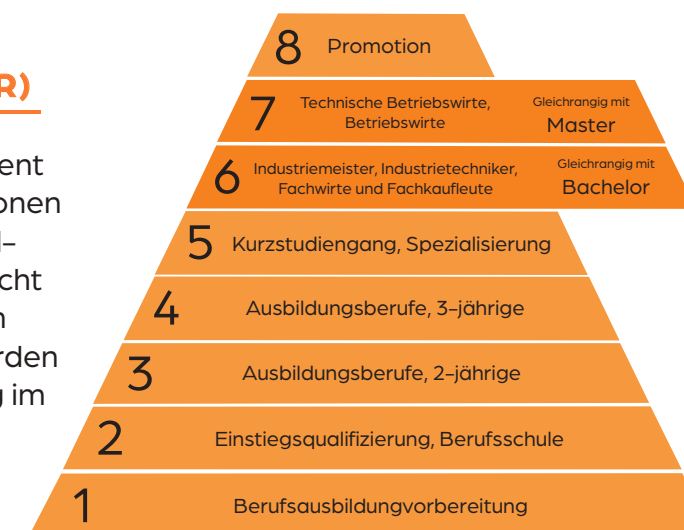 R)
ent
onen
l-
cht
n
rden
g im
8 Promotion
7 Technische Betriebswirte,
Betriebswirte
Gleichrangig mit
Master
6 Industriemeister, Industrietechniker,
Fachwirte und Fachkaufleute
Gleichrangig mit
Bachelor
5 Kurzstudiengang, Spezialisierung
4 Ausbildungsberufe, 3-jährige
3 Ausbildungsberufe, 2-jährige
2 Einstiegsqualifizierung, Berufsschule
1 Berufsausbildungvorbereitung